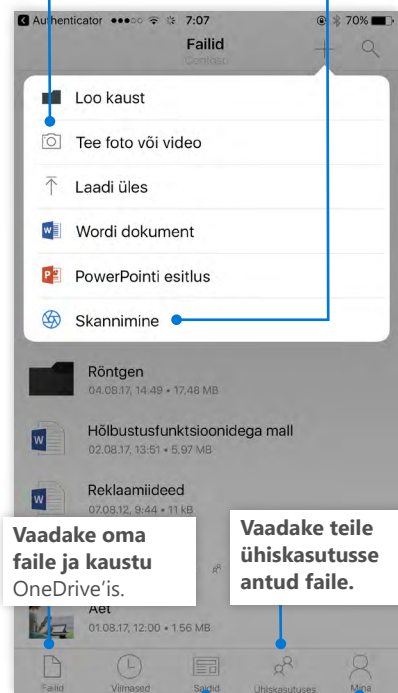 Authenticator 7:07 70%
Failid
Contoso
Loo kaust
Tee foto või video
Laadi üles
Wordi dokument
PowerPointi esitlus
Skannimine
Röntgen
04.08.17, 14.49 • 17,48 MB
Hõlbustusfunktsioonidega mall
02.08.17, 13:51 • 5,97 MB
Reklaamiideed
07.08.12, 9:44 • 11 kB
Vaadake oma
faile ja kaustu
OneDrive’is.
Vaadake teile
ühiskasutusse
antud faile.
Aet
01.08.17, 12:00 • 1.56 MB
Failid Viimased Saidid Ühiskasutuses Mina